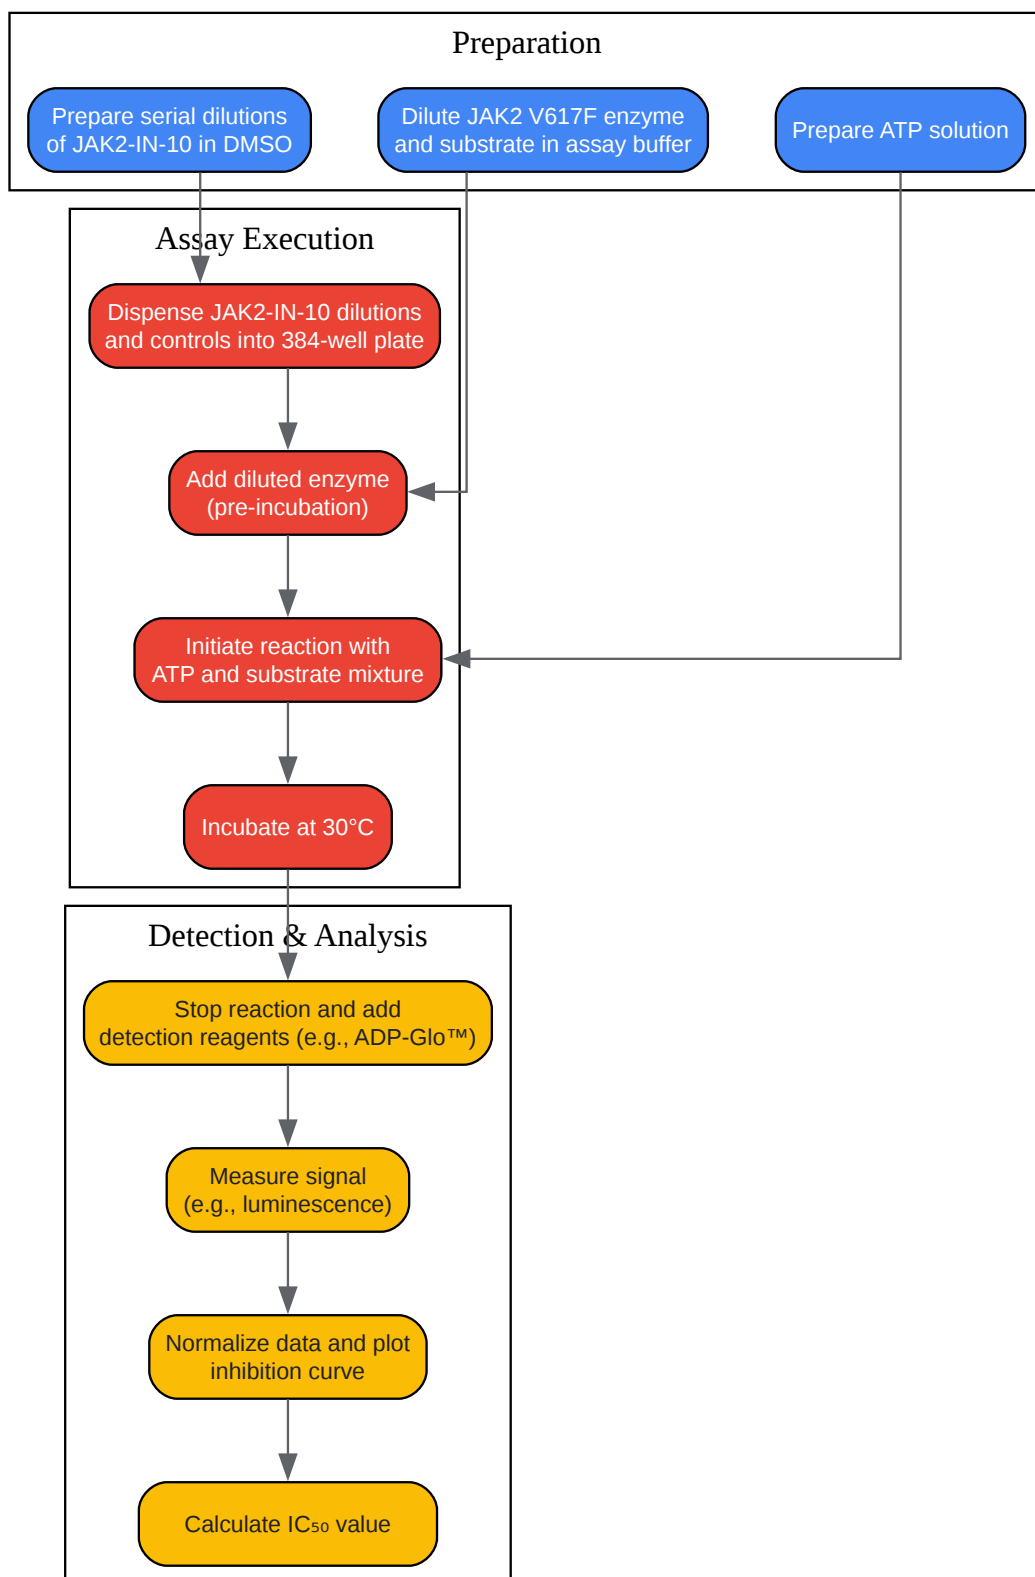 Preparation
Prepare serial dilutions
of JAK2-IN-10 in DMSO
Dilute JAK2 V617F enzyme
and substrate in assay buffer
Prepare ATP solution
Assay Execution
Dispense JAK2-IN-10 dilutions
and controls into 384-well plate
Add diluted enzyme
(pre-incubation)
Initiate reaction with
ATP and substrate mixture
Incubate at 30°C
Detection & Analysis
Stop reaction and add
detection reagents (e.g., ADP-Glo™)
Measure signal
(e.g., luminescence)
Normalize data and plot
inhibition curve
Calculate IC₅₀ value